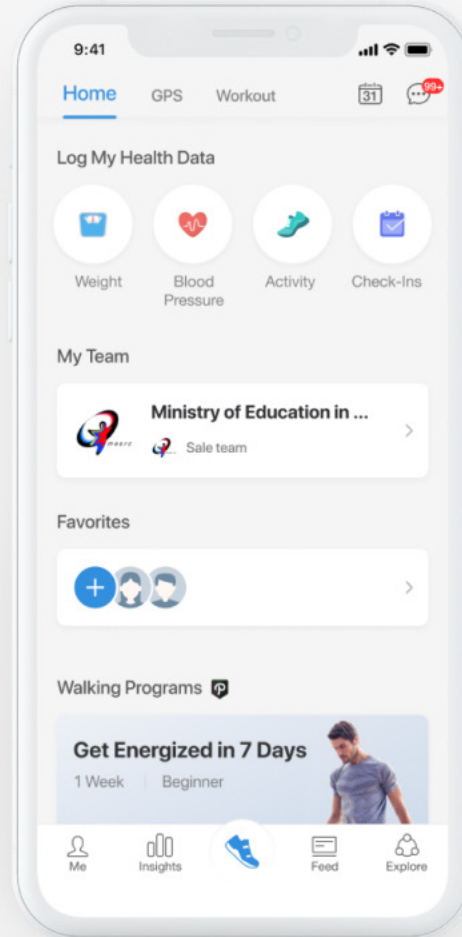 9:41
Home GPS Workout 31 99+
Log My Health Data
Weight Blood Pressure Activity Check-Ins
My Team
Ministry of Education in ...
Sale team
Favorites
Walking Programs
Get Energized in 7 Days
1 Week Beginner
Me Insights Feed Explore